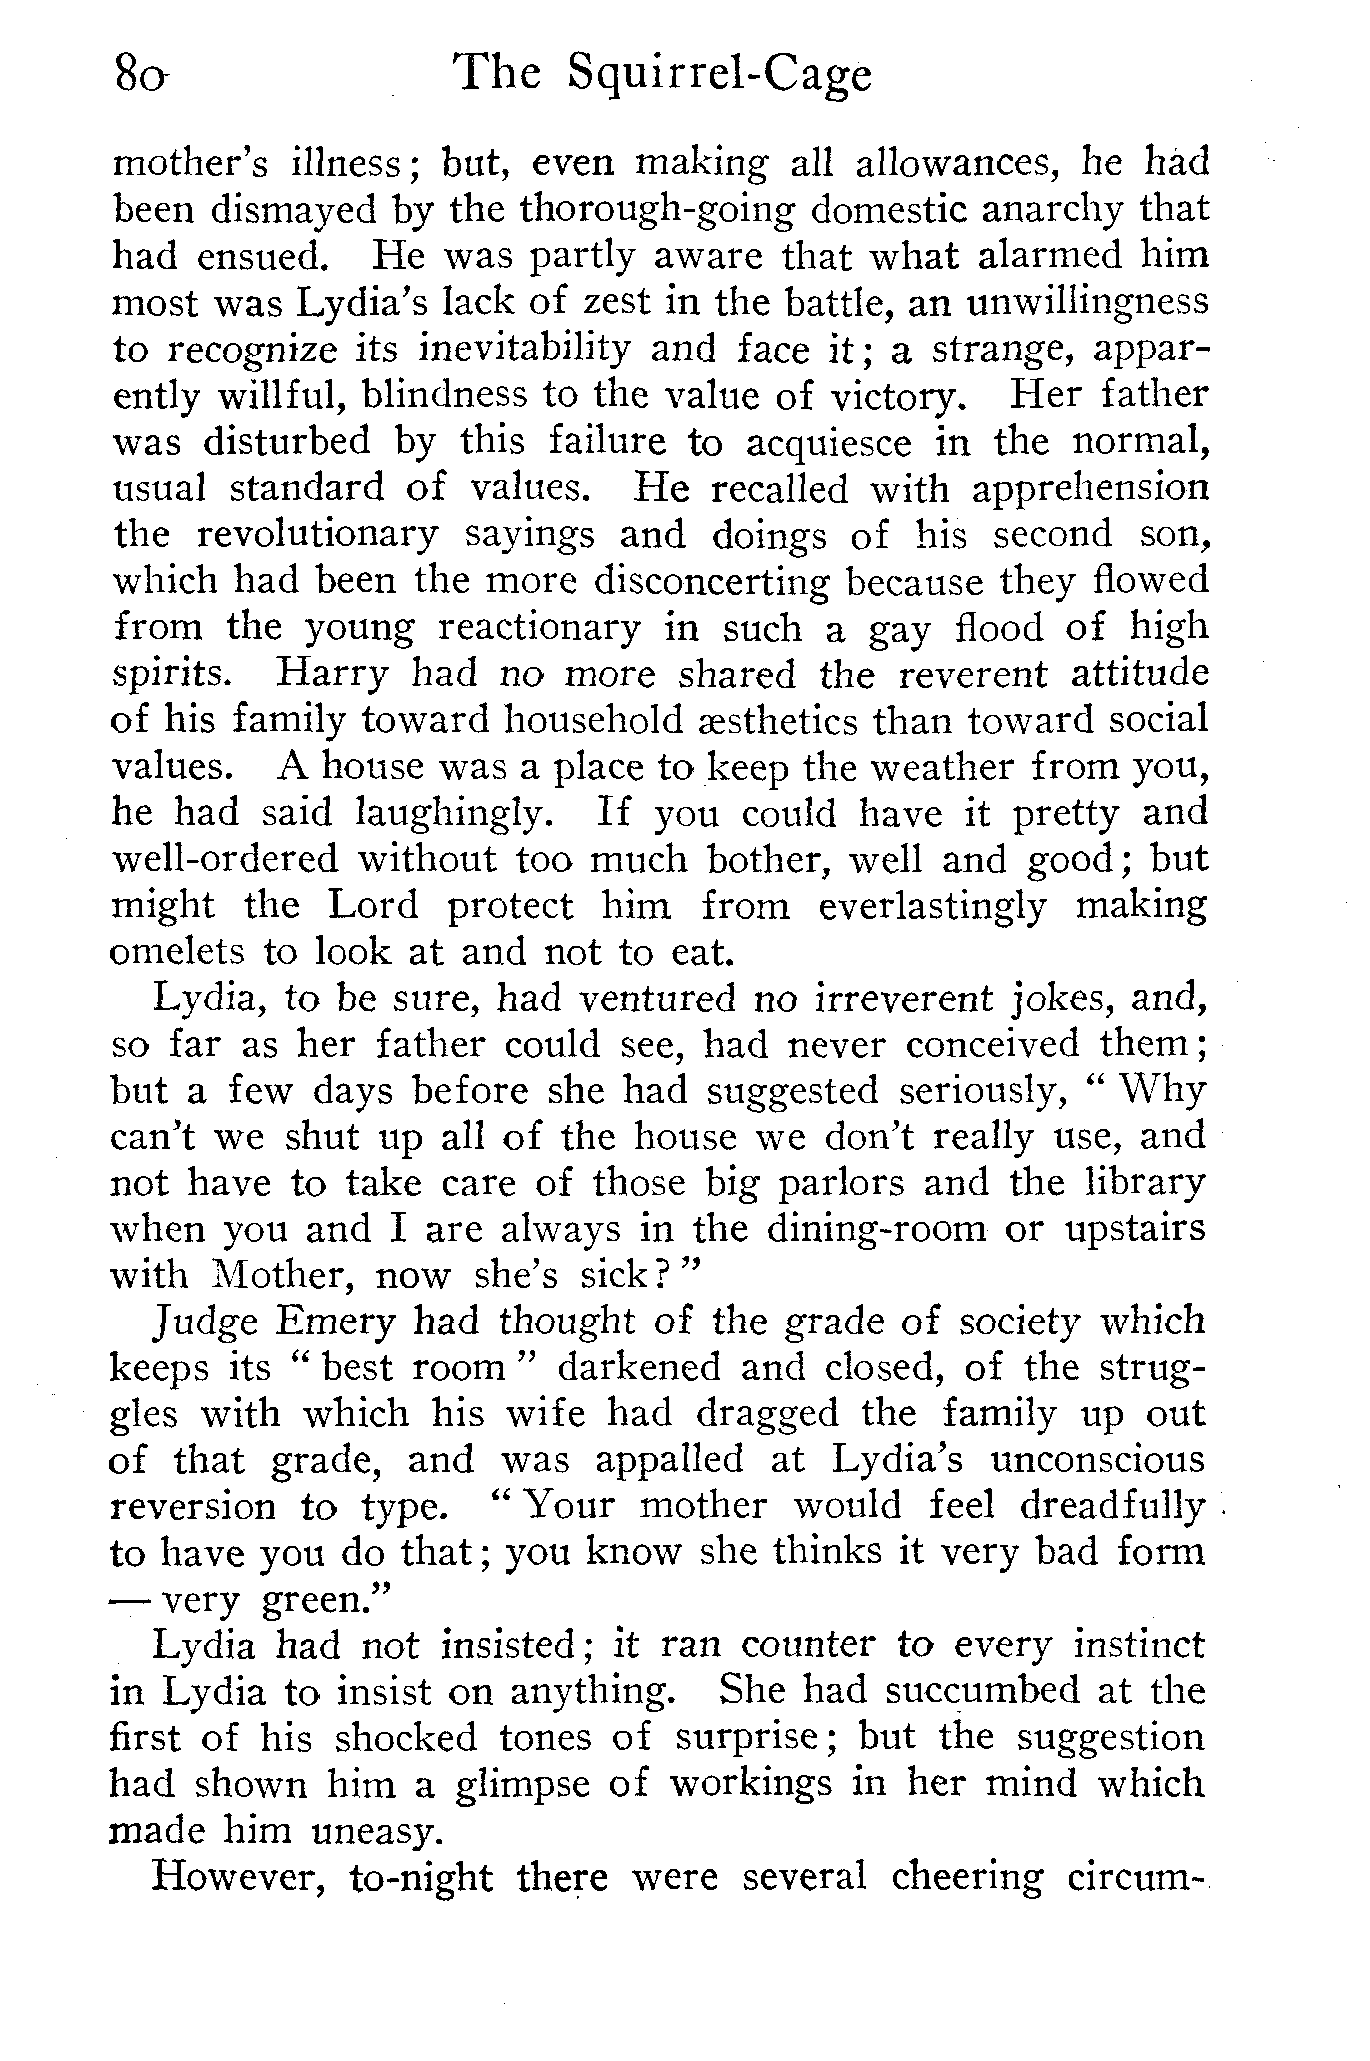 80 The Squirrel-Cage
mother's illness; but, even making all allowances, he had
been dismayed by the thorough-going domestic anarchy that
had ensued. He was partly aware that what alarmed him
most was Lydia's lack of zest in the battle, an unwillingness
to recognize its inevitability and face it; a strange, appar-
ently willful, blindness to the value of victory. Her father
was disturbed by this failure to acquiesce in the normal,
usual standard of values. He recalled with apprehension
the revolutionary sayings and doings of his second son,
which had been the more disconcerting because they flowed
from the young reactionary in such a gay flood of high
spirits. Harry had no more shared the reverent attitude
of his family toward household æsthetics than toward social
values. A house was a place to keep the weather from you,
he had said laughingly. If you could have it pretty and
well-ordered without too much bother, well and good; but
might the Lord protect him from everlastingly making
omelets to look at and not to eat.
Lydia, to be sure, had ventured no irreverent jokes, and,
so far as her father could see, had never conceived them;
but a few days before she had suggested seriously, " Why
can't we shut up all of the house we don't really use, and
not have to take care of those big parlors and the library
when you and I are always in the dining-room or upstairs
with Mother, now she's sick? "
Judge Emery had thought of the grade of society which
keeps its " best room " darkened and closed, of the strug-
gles with which his wife had dragged the family up out
of that grade, and was appalled at Lydia's unconscious
reversion to type. " Your mother would feel dreadfully
to have you do that; you know she thinks it very bad form
— very green."
Lydia had not insisted; it ran counter to every instinct
in Lydia to insist on anything. She had succumbed at the
first of his shocked tones of surprise; but the suggestion
had shown him a glimpse of workings in her mind which
made him uneasy.
However, to-night there were several cheering circum-